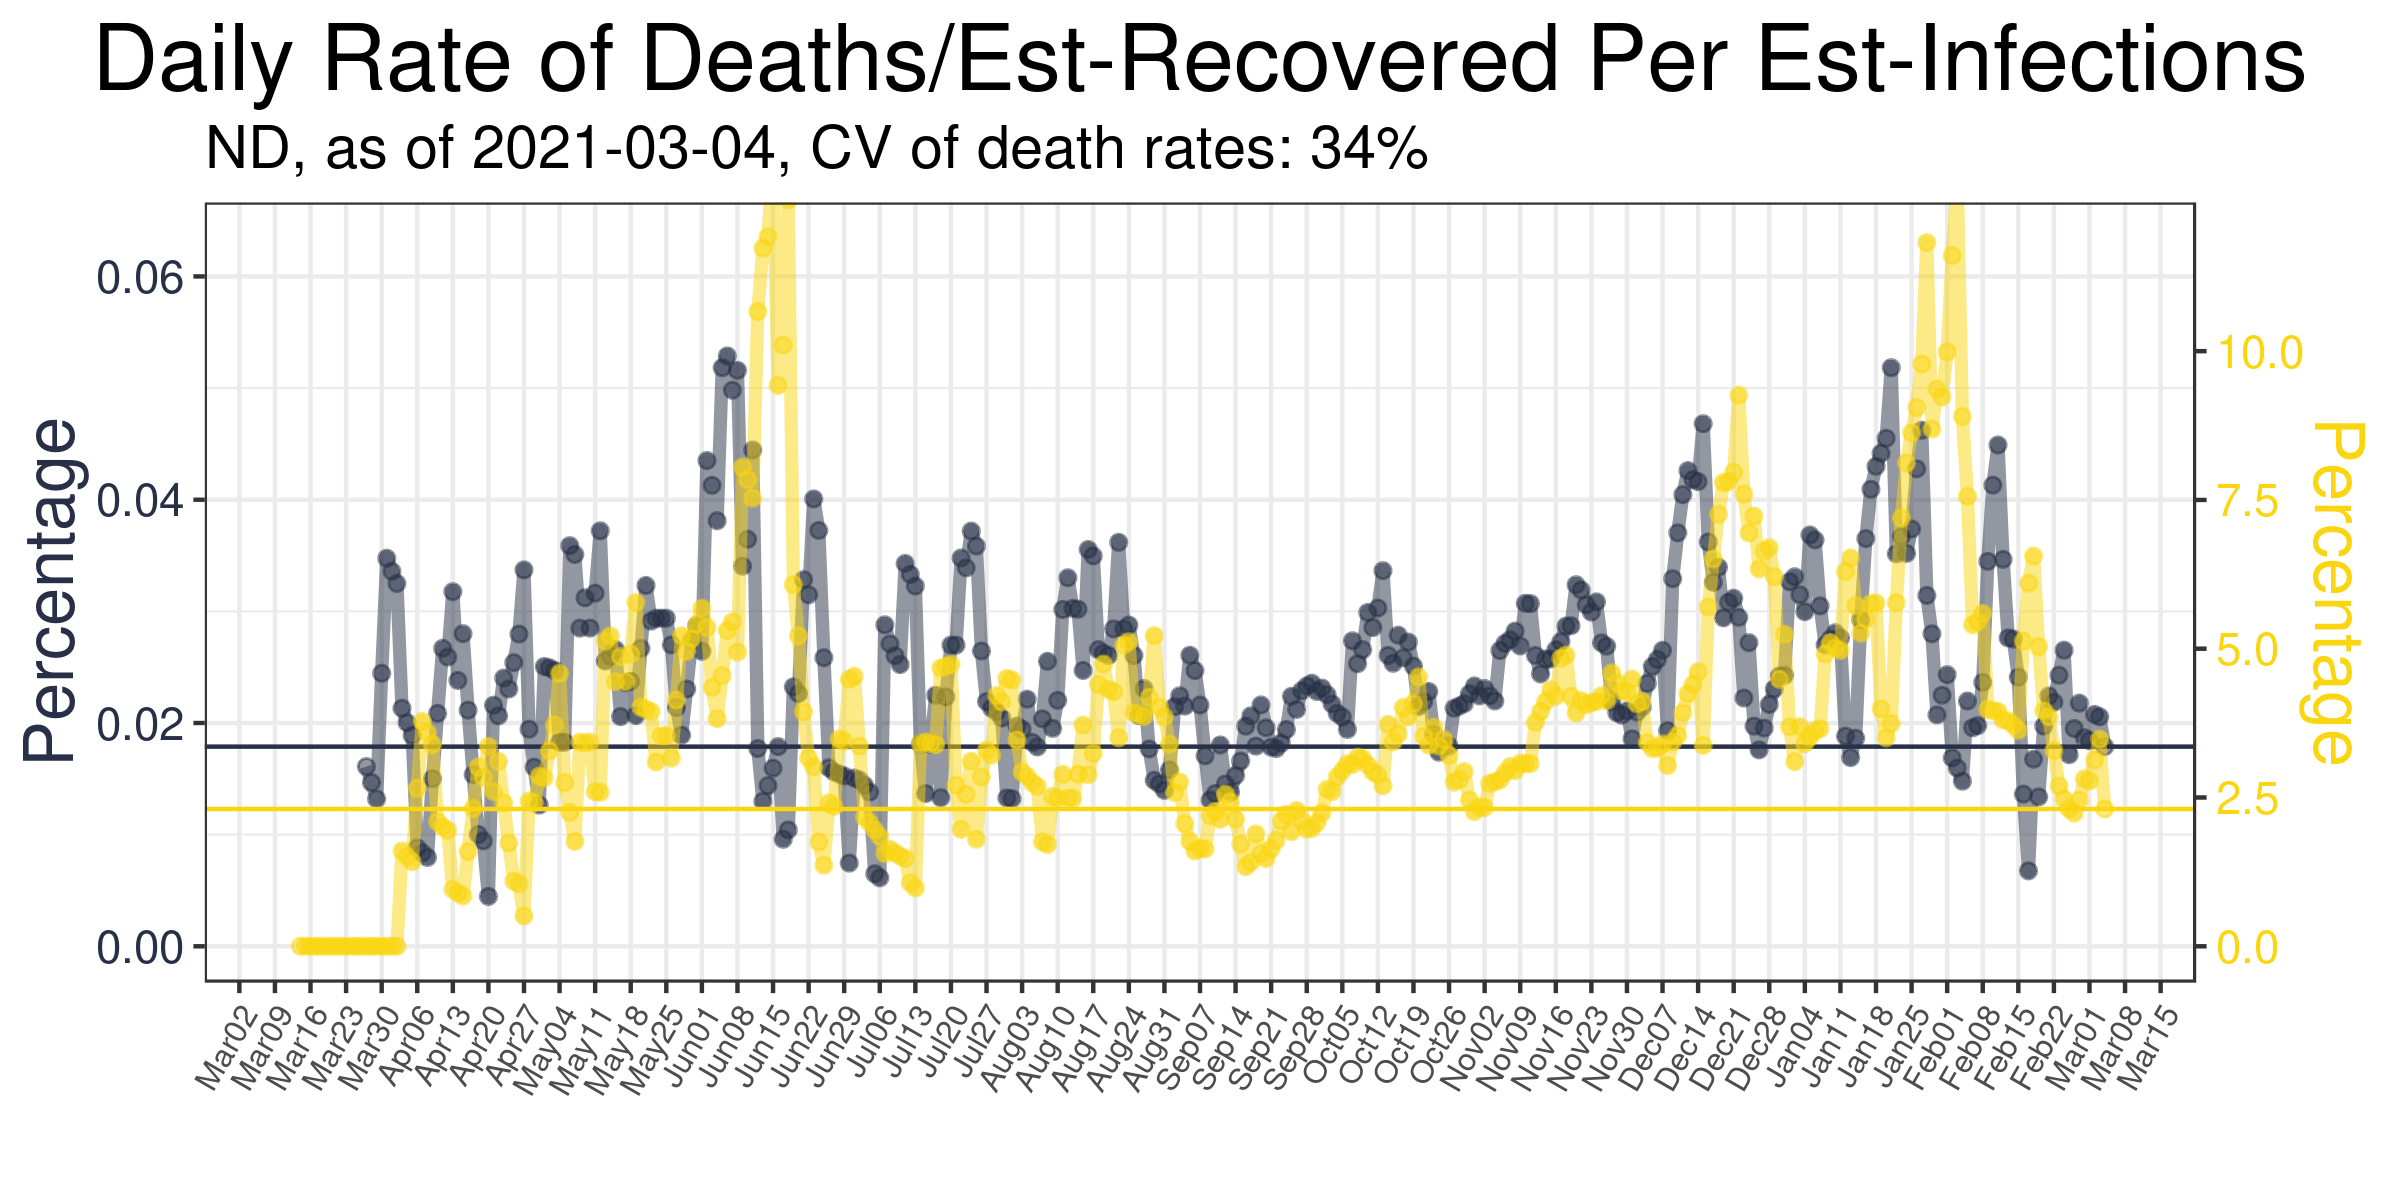 Daily Rate of Deaths/Est-Recovered Per Est-Infections
ND, as of 2021-03-04, CV of death rates: 34%
Percentage
0.06
0.04
0.02
0.00
10.0
7.5
5.0
2.5
0.0
Percentage
Mar02
Mar09
Mar16
Mar23
Mar30
Apr06
Apr13
Apr20
Apr27
May04
May11
May18
May25
Jun01
Jun08
Jun15
Jun22
Jun29
Jul06
Jul13
Jul20
Jul27
Aug03
Aug10
Aug17
Aug24
Aug31
Sep07
Sep14
Sep21
Sep28
Oct05
Oct12
Oct19
Oct26
Nov02
Nov09
Nov16
Nov23
Nov30
Dec07
Dec14
Dec21
Dec28
Jan04
Jan11
Jan18
Jan25
Feb01
Feb08
Feb15
Feb22
Mar01
Mar08
Mar15